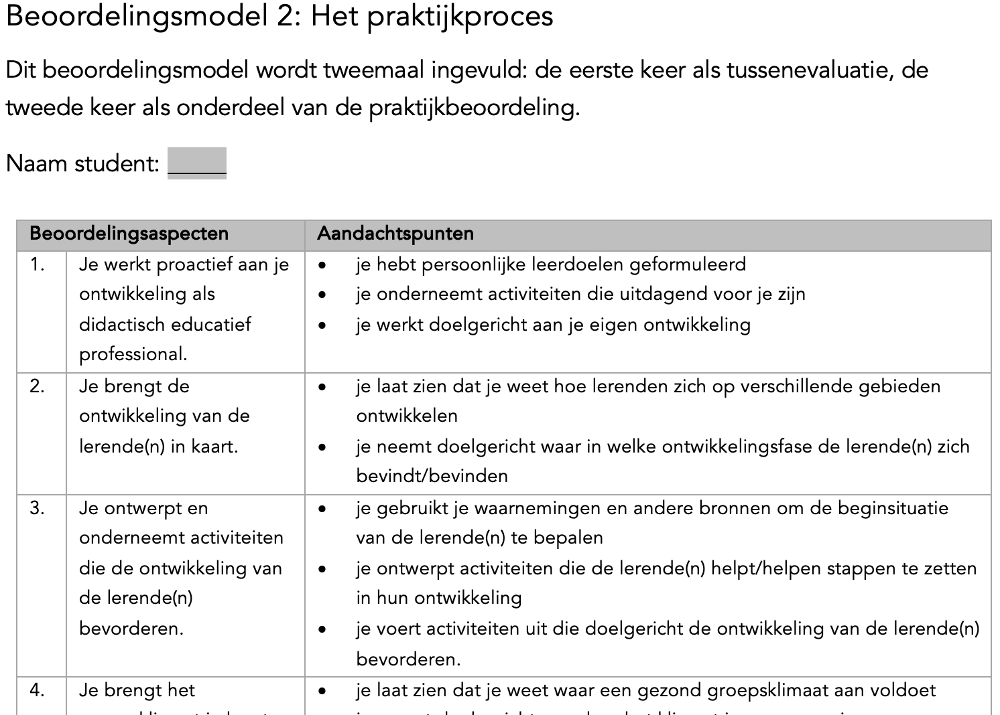 Beoordelingsmodel 2: Het praktijkproces
Dit beoordelingsmodel wordt tweemaal ingevuld: de eerste keer als tussenevaluatie, de
tweede keer als onderdeel van de praktijkbeoordeling.
Naam student:
Beoordelingsaspecten
Aandachtspunten
1.
Je werkt proactief aan je
ontwikkeling als
didactisch educatief
professional.
• je hebt persoonlijke leerdoelen geformuleerd
• je onderneemt activiteiten die uitdagend voor je zijn
• je werkt doelgericht aan je eigen ontwikkeling
2.
Je brengt de
ontwikkeling van de
lerende(n) in kaart.
• je laat zien dat je weet hoe lerenden zich op verschillende gebieden
ontwikkelen
• je neemt doelgericht waar in welke ontwikkelingsfase de lerende(n) zich
bevindt/bevinden
3.
Je ontwerpt en
onderneemt activiteiten
die de ontwikkeling van
de lerende(n)
bevorderen.
• je gebruikt je waarnemingen en andere bronnen om de beginsituatie
van de lerende(n) te bepalen
• je ontwerpt activiteiten die de lerende(n) helpt/helpen stappen te zetten
in hun ontwikkeling
• je voert activiteiten uit die doelgericht de ontwikkeling van de lerende(n)
bevorderen.
4.
Je brengt het
• je laat zien dat je weet waar een gezond groepsklimaat aan voldoet